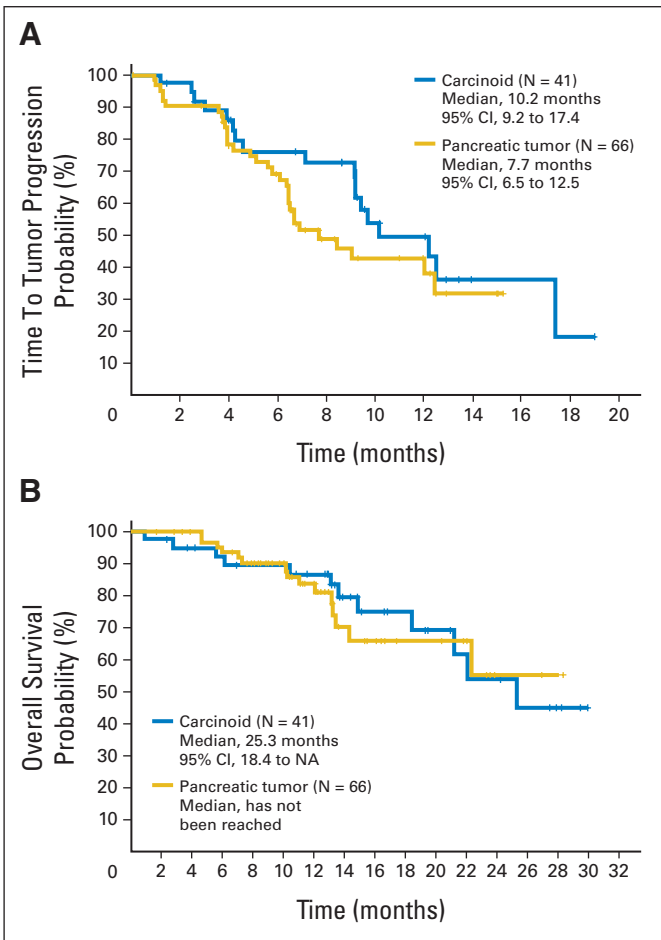 A
Time To Tumor Progression
Probability (%)
100
90
80
70
60
50
40
30
20
10
0
2
4
6
8
10
12
14
16
18
20
Time (months)
Carcinoid (N = 41)
Median, 10.2 months
95% CI, 9.2 to 17.4
Pancreatic tumor (N = 66)
Median, 7.7 months
95% CI, 6.5 to 12.5
B
Overall Survival
Probability (%)
100
90
80
70
60
50
40
30
20
10
0
2
4
6
8
10
12
14
16
18
20
22
24
26
28
30
32
Time (months)
Carcinoid (N = 41)
Median, 25.3 months
95% CI, 18.4 to NA
Pancreatic tumor (N = 66)
Median, has not
been reached